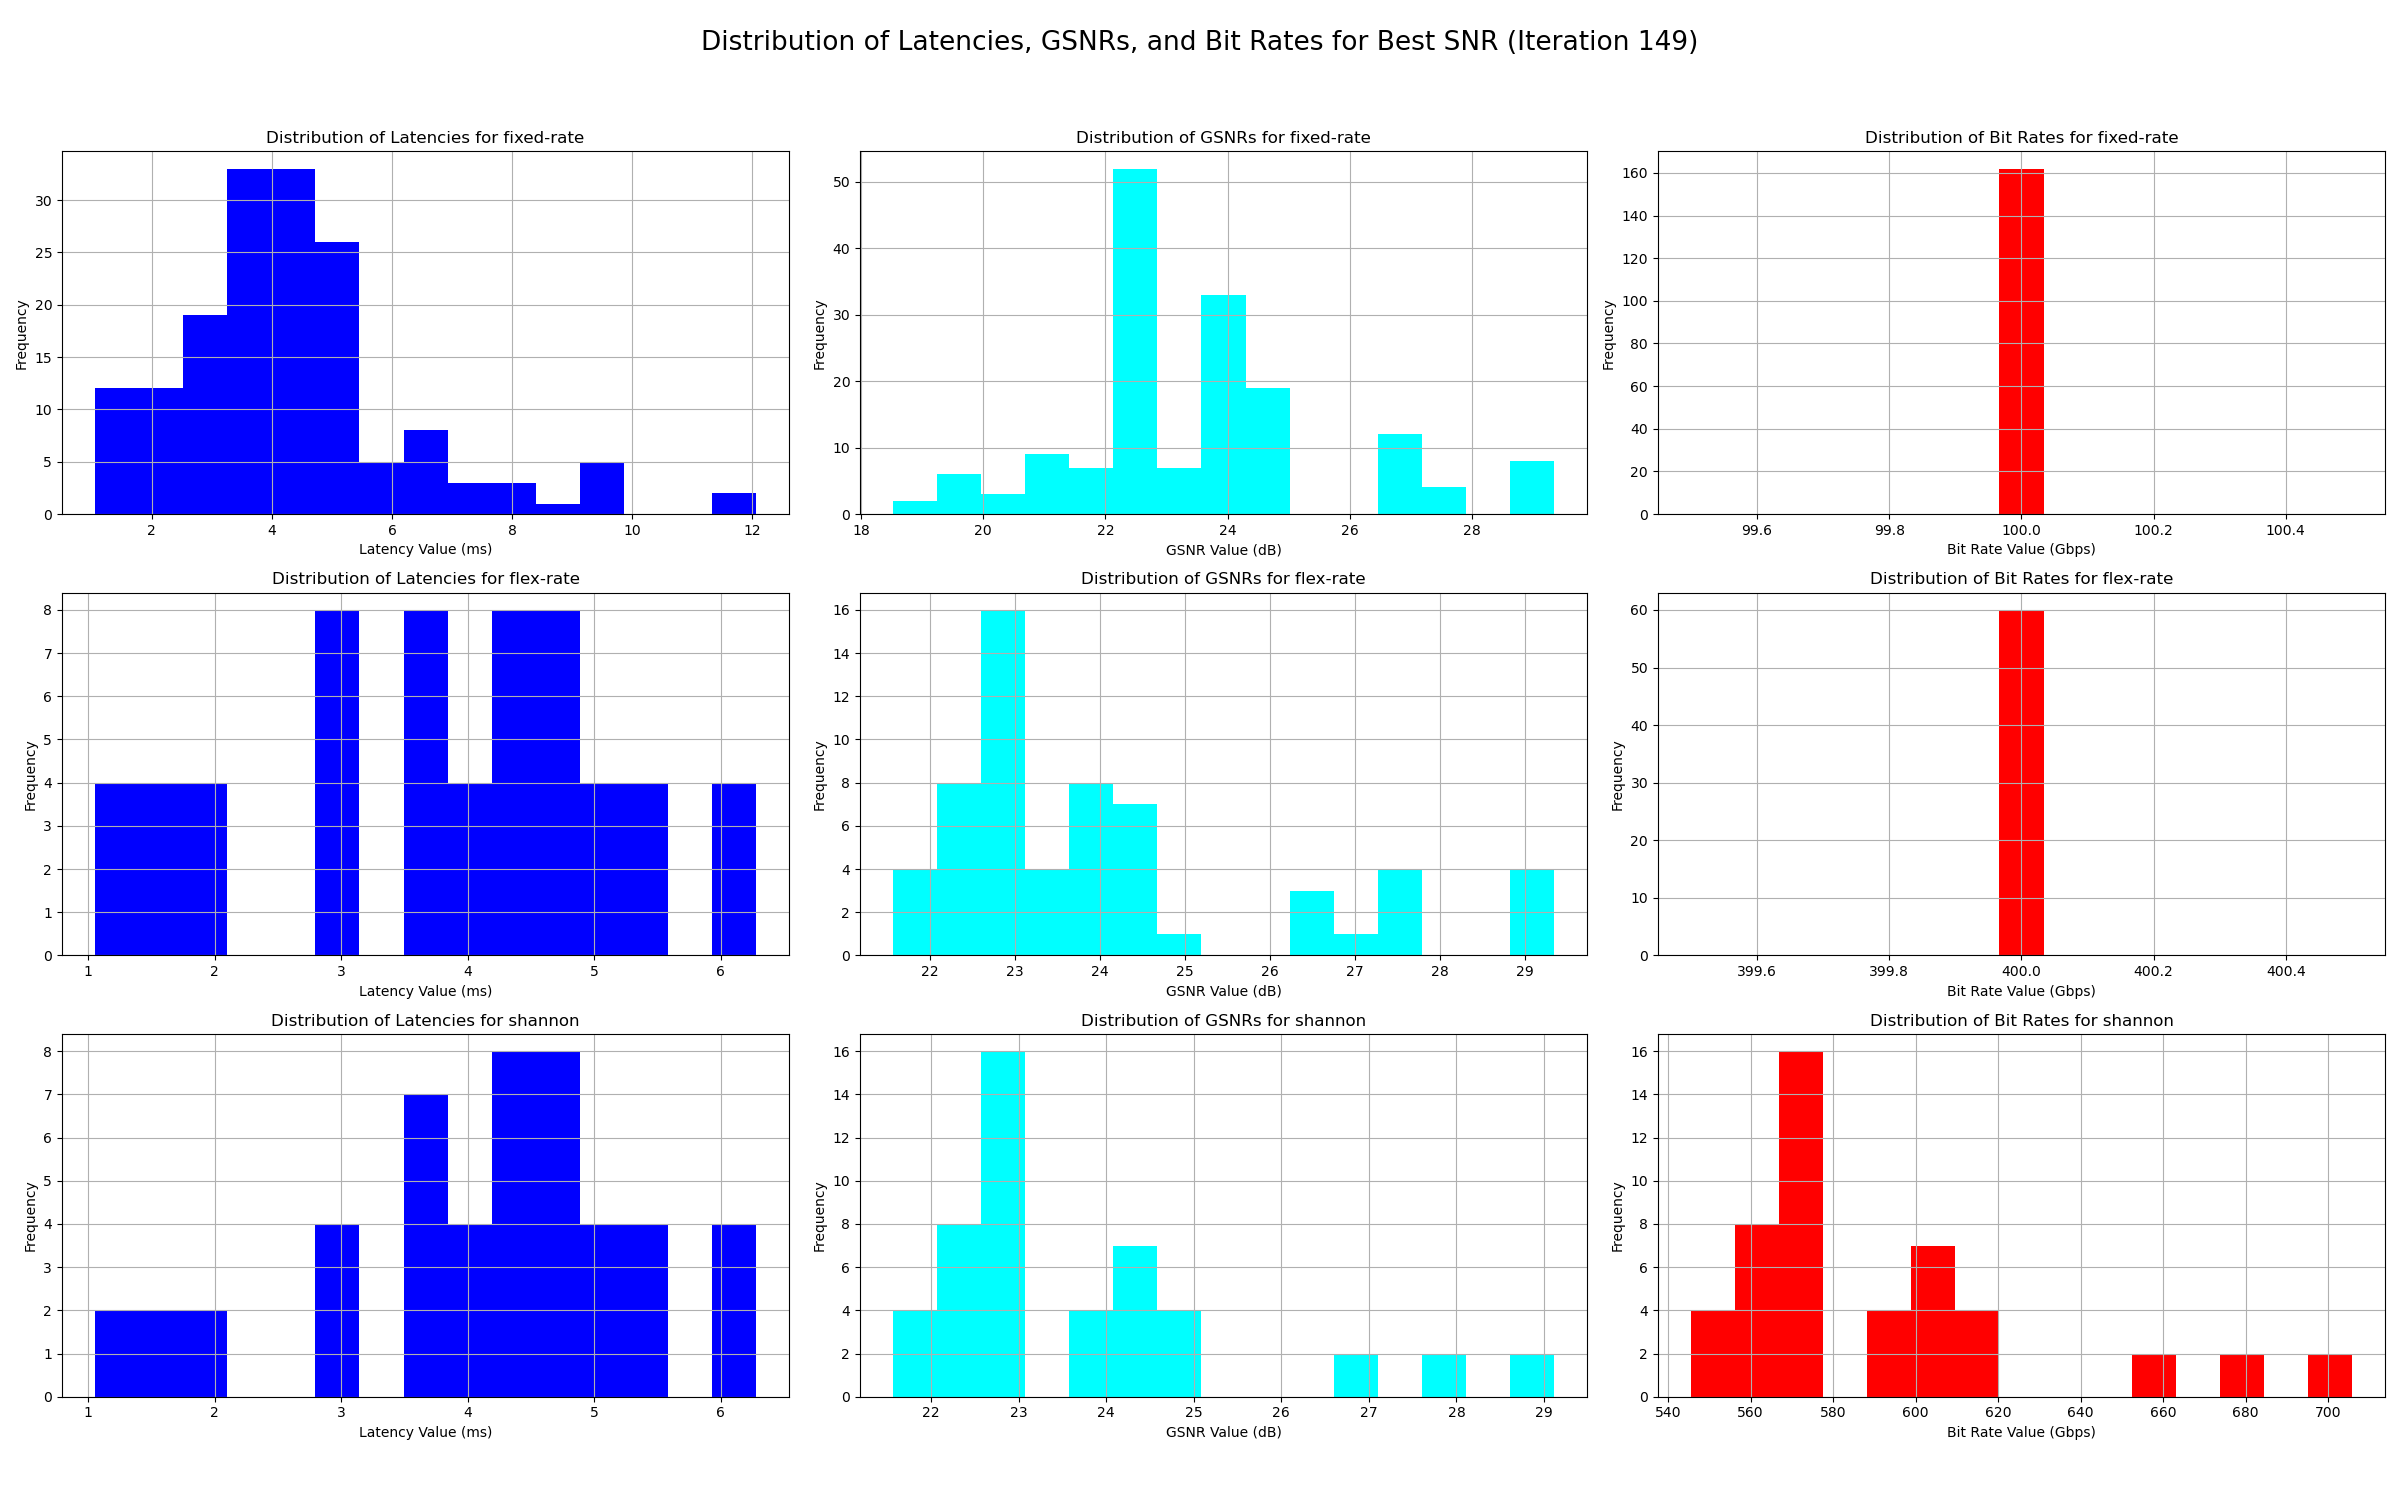 Distribution of Latencies, GSNRs, and Bit Rates for Best SNR (Iteration 149)
Distribution of Latencies for fixed-rate
Frequency
0
5
10
15
20
25
30
2 4 6 8 10 12
Latency Value (ms)
Distribution of GSNRs for fixed-rate
Frequency
0
10
20
30
40
50
18 20 22 24 26 28
GSNR Value (dB)
Distribution of Bit Rates for fixed-rate
Frequency
0
20
40
60
80
100
120
140
160
99.6 99.8 100.0 100.2 100.4
Bit Rate Value (Gbps)
Distribution of Latencies for flex-rate
Frequency
0
1
2
3
4
5
6
7
8
1 2 3 4 5 6
Latency Value (ms)
Distribution of GSNRs for flex-rate
Frequency
0
2
4
6
8
10
12
14
16
22 23 24 25 26 27 28 29
GSNR Value (dB)
Distribution of Bit Rates for flex-rate
Frequency
0
10
20
30
40
50
60
399.6 399.8 400.0 400.2 400.4
Bit Rate Value (Gbps)
Distribution of Latencies for shannon
Frequency
0
1
2
3
4
5
6
7
8
1 2 3 4 5 6
Latency Value (ms)
Distribution of GSNRs for shannon
Frequency
0
2
4
6
8
10
12
14
16
22 23 24 25 26 27 28 29
GSNR Value (dB)
Distribution of Bit Rates for shannon
Frequency
0
2
4
6
8
10
12
14
16
540 560 580 600 620 640 660 680 700
Bit Rate Value (Gbps)